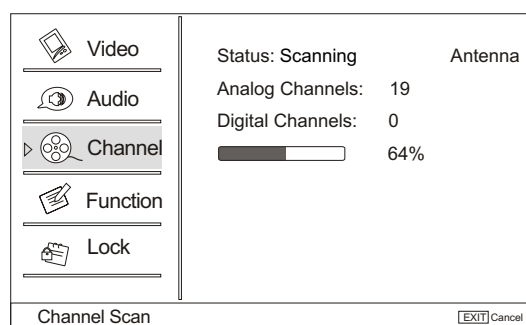 Video
Audio
Channel
Function
Lock
Status: Scanning Antenna
Analog Channels: 19
Digital Channels: 0
64%
Channel Scan
EXIT Cancel